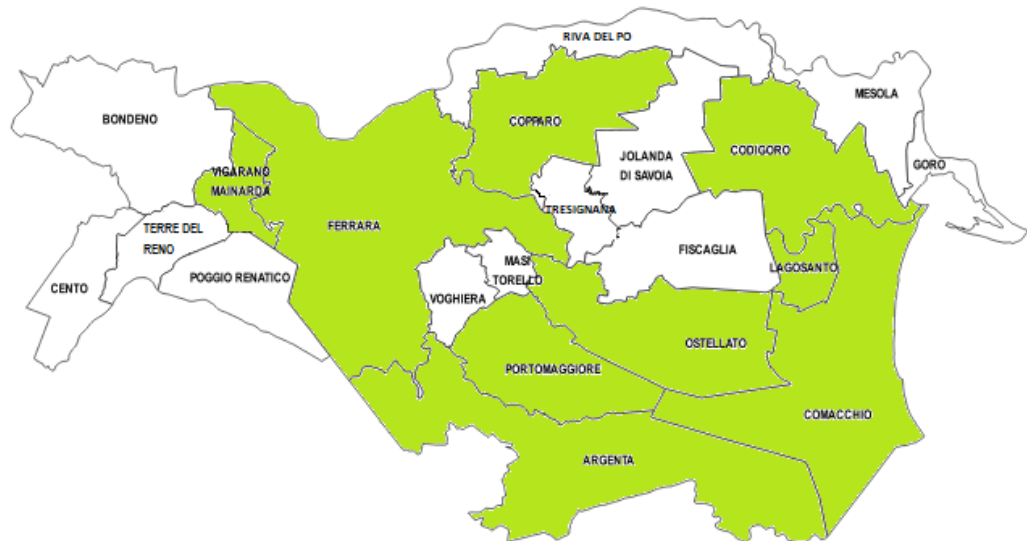 RIVA DEL PO
MESOLA
BONDENO
COPPARO
CODIGORO
JOLANDA
DI SAVOIA
GORO
VIGARANO
MAINARDA
TRESIGNANA
FERRARA
TERRE DEL
RENO
FISCAGLIA
MASI
TORELLO
LAGOSANTO
POGGIO RENATICO
CENTO
VOGHIERA
OSTELLATO
PORTOMAGGIORE
COMACCHIO
ARGENTA